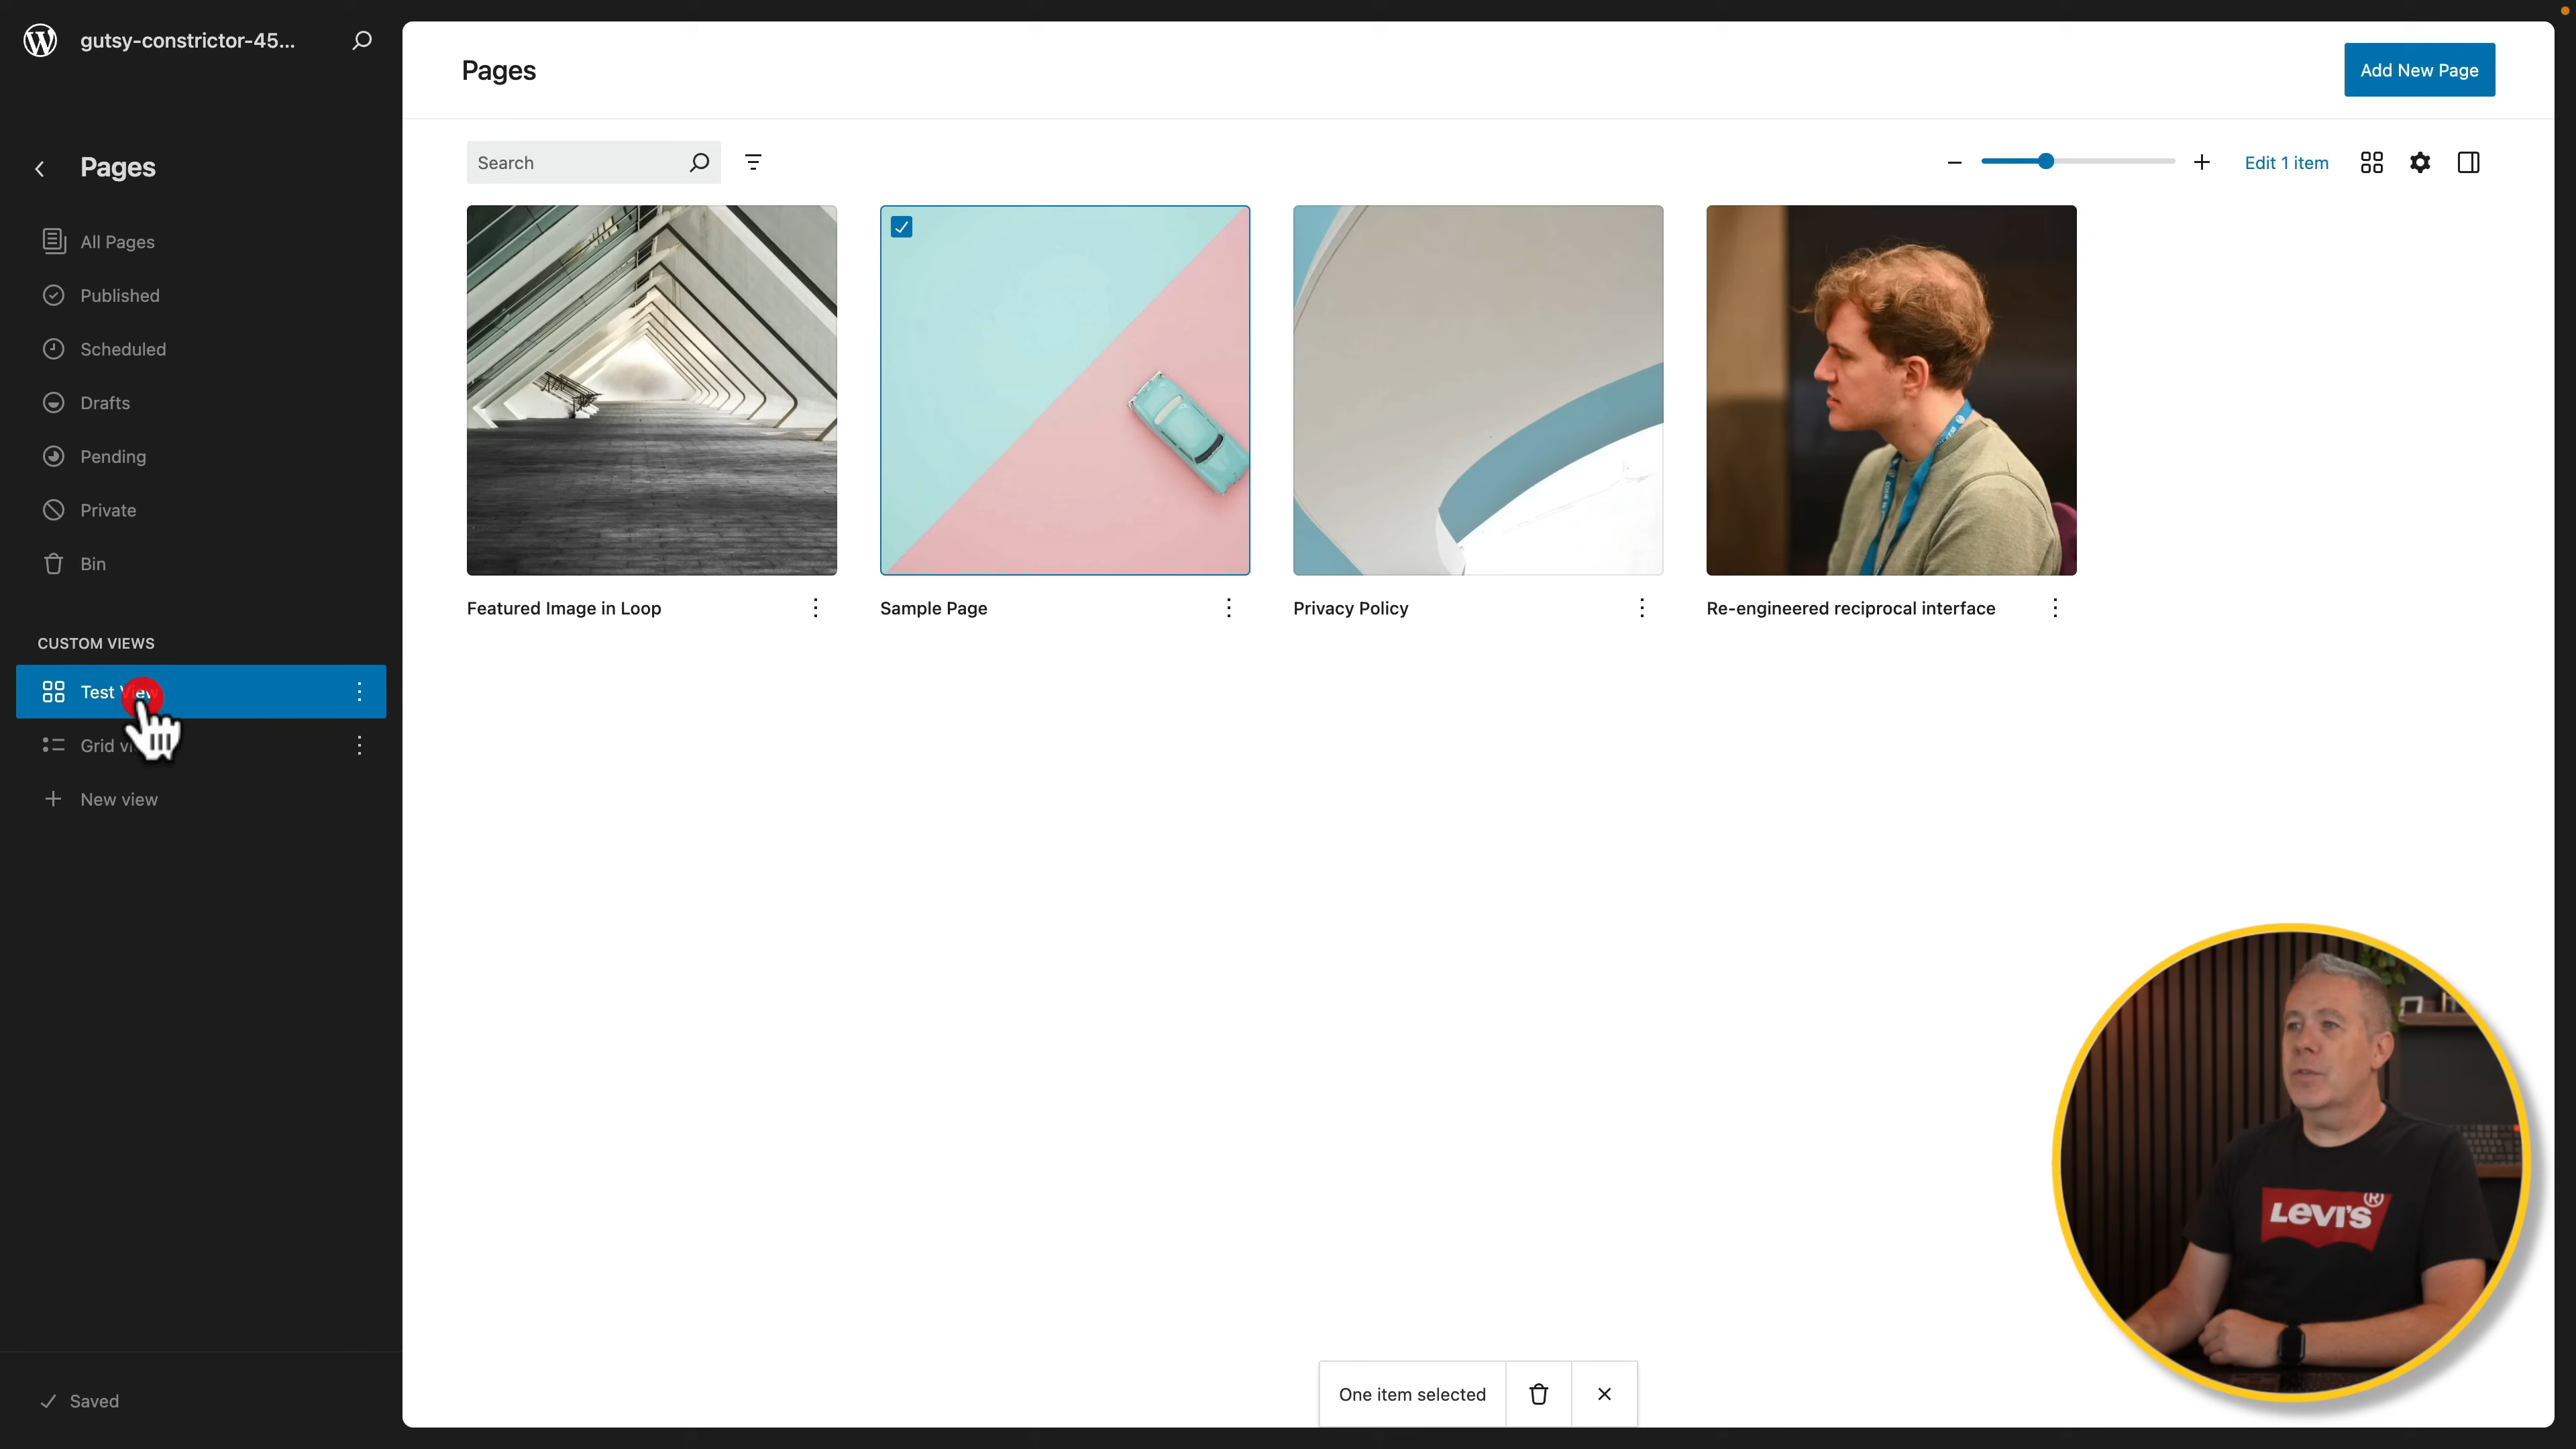 gutsy-constrictor-45...
Pages
All Pages
Published
Scheduled
Drafts
Pending
Private
Bin
CUSTOM VIEWS
Test View
Grid vi
New view
Saved
Pages
Add New Page
Search
Edit 1 item
Featured Image in Loop
Sample Page
Privacy Policy
Re-engineered reciprocal interface
One item selected
LEVI'S ®